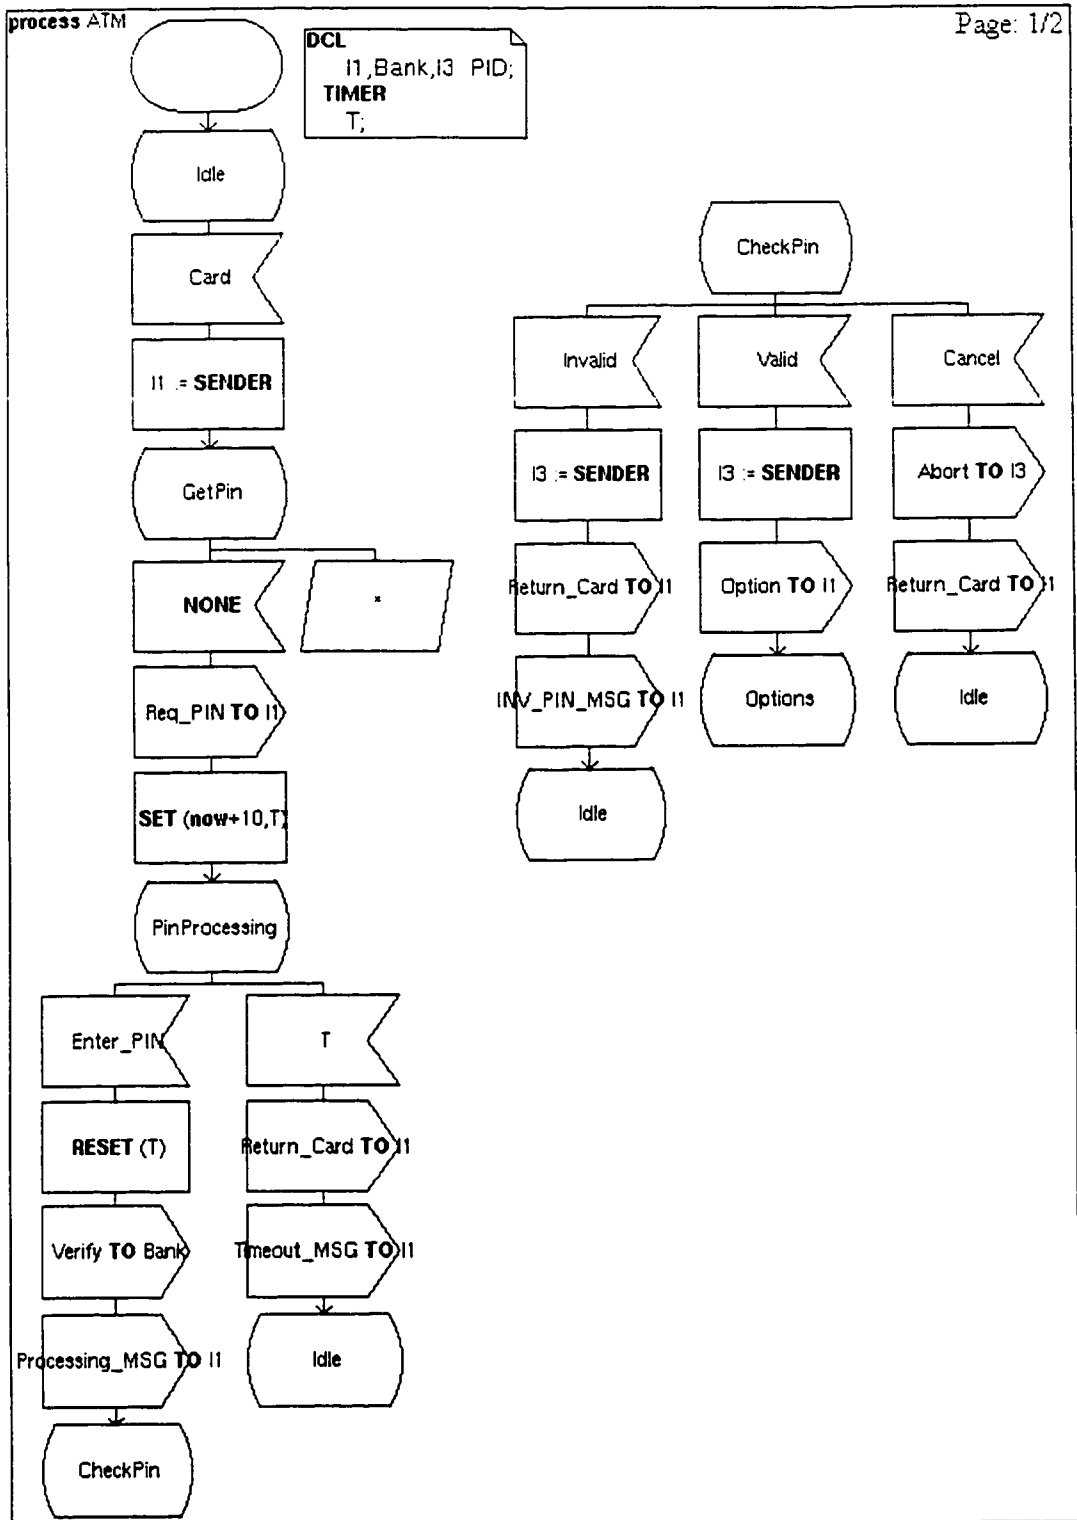 process ATM
Page: 1/2
DCL
I1,Bank,I3 PID;
TIMER
T;
Idle
Card
I1 := SENDER
GetPin
NONE
*
Req_PIN TO I1
SET (now+10,T)
PinProcessing
Enter_PIN
T
RESET (T)
Return_Card TO I1
Verify TO Bank
Timeout_MSG TO I1
Processing_MSG TO I1
Idle
CheckPin
CheckPin
Invalid
Valid
Cancel
I3 := SENDER
I3 := SENDER
Abort TO I3
Return_Card TO I1
Option TO I1
Return_Card TO I1
INV_PIN_MSG TO I1
Options
Idle
Idle